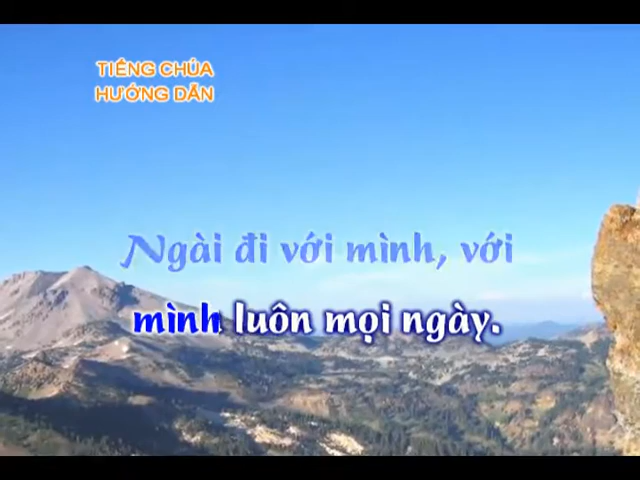 TIẾNG CHÚA
HƯỚNG DẪN
Ngài đi với mình, với
mình luôn mọi ngày.